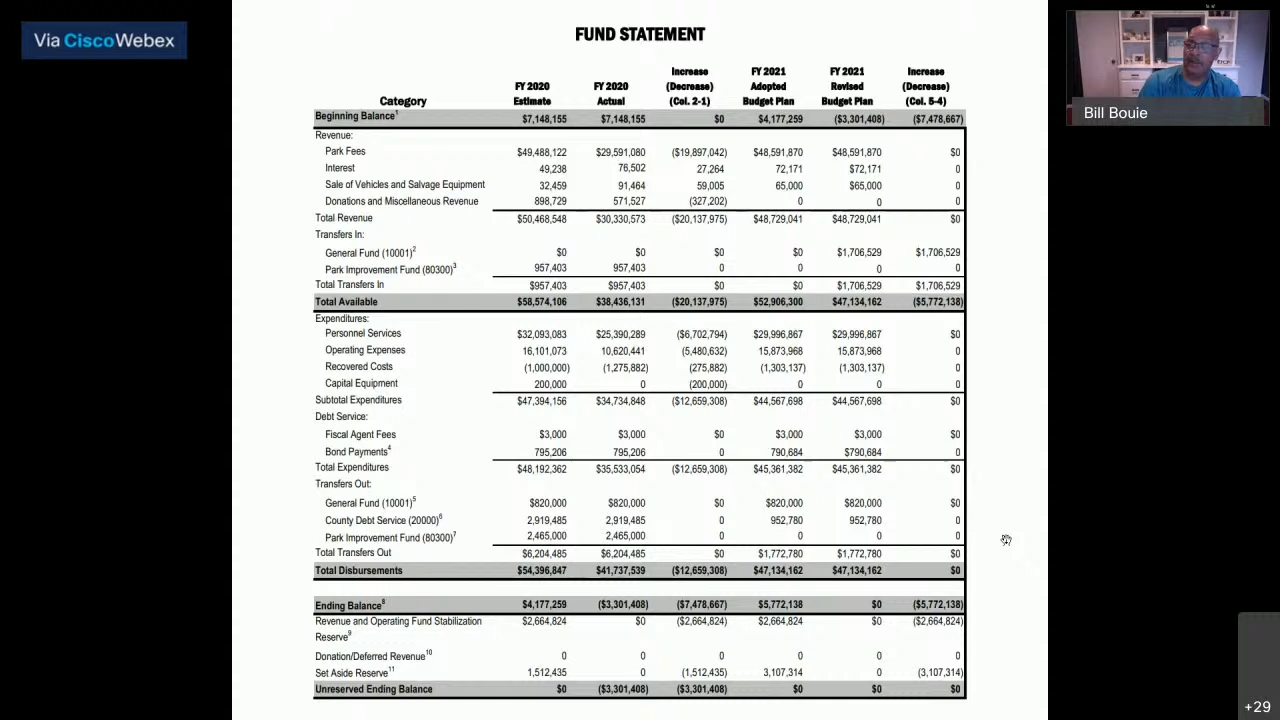 Via CiscoWebex
FUND STATEMENT
Category FY 2020 Estimate FY 2020 Actual Increase (Decrease) (Col. 2-1) FY 2021 Adopted Budget Plan FY 2021 Revised Budget Plan Increase (Decrease) (Col. 5-4)
Beginning Balance1 $7,148,155 $7,148,155 $0 $4,177,259 ($3,301,408) ($7,478,667)
Revenue:
Park Fees $49,488,122 $29,591,080 ($19,897,042) $48,591,870 $48,591,870 $0
Interest 49,238 76,502 27,264 72,171 $72,171 0
Sale of Vehicles and Salvage Equipment 32,459 91,464 59,005 65,000 $65,000 0
Donations and Miscellaneous Revenue 898,729 571,527 (327,202) 0 0 0
Total Revenue $50,468,548 $30,330,573 ($20,137,975) $48,729,041 $48,729,041 $0
Transfers In:
General Fund (10001)2 $0 $0 $0 $0 $1,706,529 $1,706,529
Park Improvement Fund (80300)3 957,403 957,403 0 0 0 0
Total Transfers In $957,403 $957,403 $0 $0 $1,706,529 $1,706,529
Total Available $58,574,106 $38,436,131 ($20,137,975) $52,906,300 $47,134,162 ($5,772,138)
Expenditures:
Personnel Services $32,093,083 $25,390,289 ($6,702,794) $29,996,867 $29,996,867 $0
Operating Expenses 16,101,073 10,620,441 (5,480,632) 15,873,968 15,873,968 0
Recovered Costs (1,000,000) (1,275,882) (275,882) (1,303,137) (1,303,137) 0
Capital Equipment 200,000 0 (200,000) 0 0 0
Subtotal Expenditures $47,394,156 $34,734,848 ($12,659,308) $44,567,698 $44,567,698 $0
Debt Service:
Fiscal Agent Fees $3,000 $3,000 $0 $3,000 $3,000 $0
Bond Payments4 795,206 795,206 0 790,684 $790,684 0
Total Expenditures $48,192,362 $35,533,054 ($12,659,308) $45,361,382 $45,361,382 $0
Transfers Out:
General Fund (10001)5 $820,000 $820,000 $0 $820,000 $820,000 $0
County Debt Service (20000)6 2,919,485 2,919,485 0 952,780 952,780 0
Park Improvement Fund (80300)7 2,465,000 2,465,000 0 0 0 0
Total Transfers Out $6,204,485 $6,204,485 $0 $1,772,780 $1,772,780 $0
Total Disbursements $54,396,847 $41,737,539 ($12,659,308) $47,134,162 $47,134,162 $0
Ending Balance8 $4,177,259 ($3,301,408) ($7,478,667) $5,772,138 $0 ($5,772,138)
Revenue and Operating Fund Stabilization $2,664,824 $0 ($2,664,824) $2,664,824 $0 ($2,664,824)
Reserve9
Donation/Deferred Revenue10 0 0 0 0 0 0
Set Aside Reserve11 1,512,435 0 (1,512,435) 3,107,314 0 (3,107,314)
Unreserved Ending Balance $0 ($3,301,408) ($3,301,408) $0 $0 $0
Bill Bouie
+29